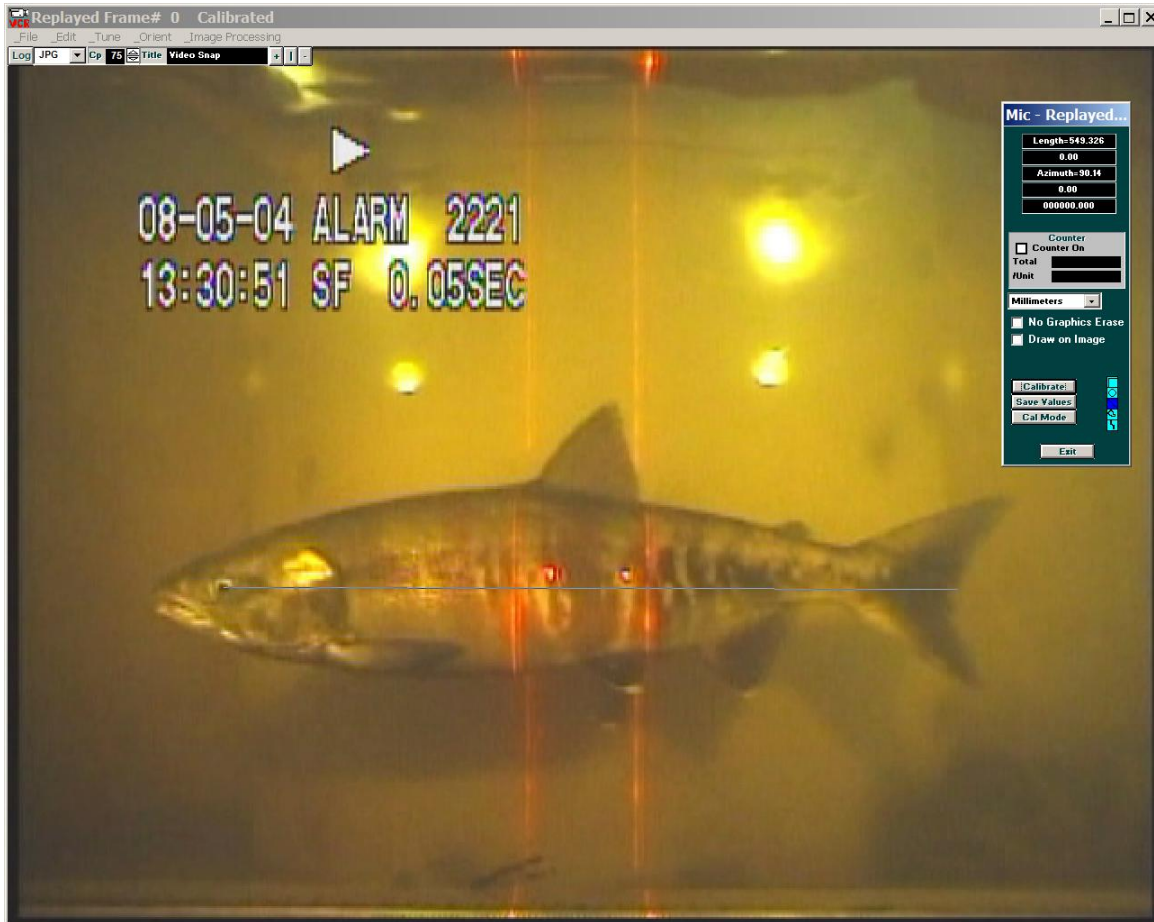 VCR Replayed Frame# 0 Calibrated
_File _Edit _Tune _Orient _Image Processing
Log JPG Cp 75 Title Video Snap + | -
Mic - Replayed...
Length=549.326
0.00
Azimuth=90.14
0.00
000000.000
Counter
Counter On
Total
/Unit
Millimeters
No Graphics Erase
Draw on Image
Calibrate
Save Values
Cal Mode
Exit
08-05-04 ALARM 2221
13:30:51 SF 0.05SEC